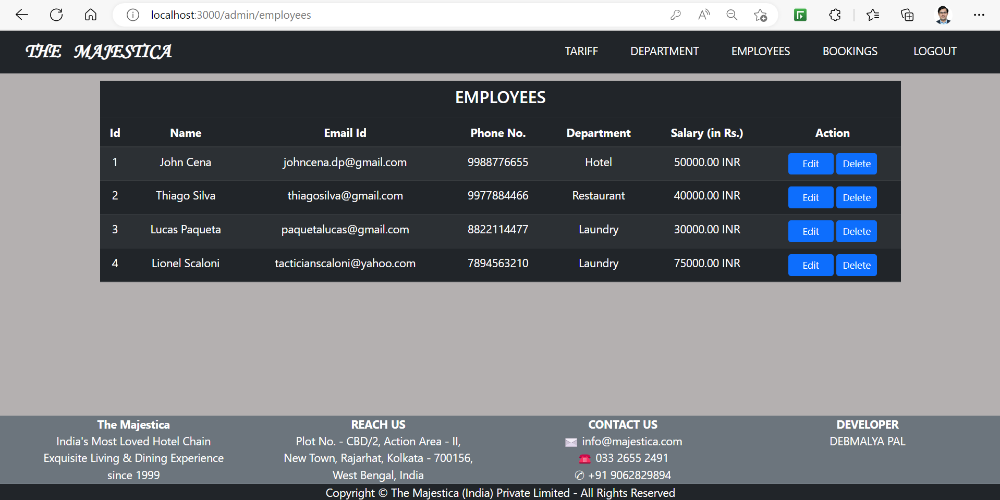 localhost:3000/admin/employees
THE MAJESTICA TARIFF DEPARTMENT EMPLOYEES BOOKINGS LOGOUT
EMPLOYEES
Id Name Email Id Phone No. Department Salary (in Rs.) Action
1 John Cena johncena.dp@gmail.com 9988776655 Hotel 50000.00 INR Edit Delete
2 Thiago Silva thiagosilva@gmail.com 9977884466 Restaurant 40000.00 INR Edit Delete
3 Lucas Paqueta paquetalucas@gmail.com 8822114477 Laundry 30000.00 INR Edit Delete
4 Lionel Scaloni tacticianscaloni@yahoo.com 7894563210 Laundry 75000.00 INR Edit Delete
The Majestica
India's Most Loved Hotel Chain
Exquisite Living & Dining Experience
since 1999
REACH US
Plot No. - CBD/2, Action Area - II,
New Town, Rajarhat, Kolkata - 700156,
West Bengal, India
CONTACT US
info@majestica.com
033 2655 2491
+91 9062829894
DEVELOPER
DEBMALYA PAL
Copyright © The Majestica (India) Private Limited - All Rights Reserved